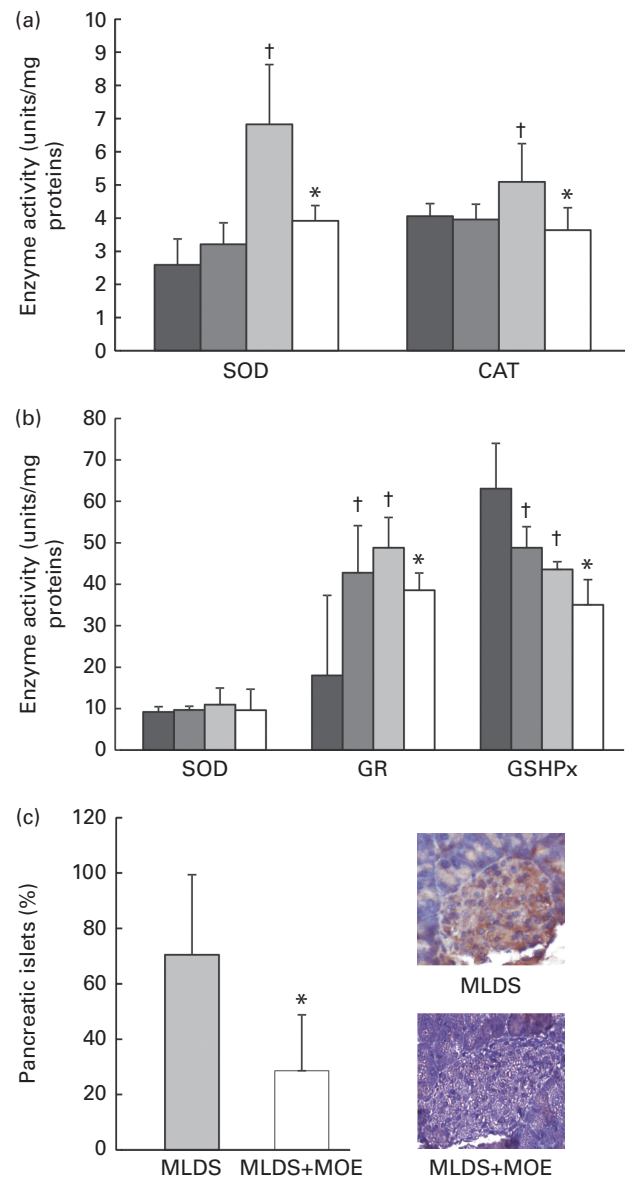 (a)
Enzyme activity (units/mg
proteins)
10
9
8
7
6
5
4
3
2
1
0
†
*
†
*
SOD CAT
(b)
Enzyme activity (units/mg
proteins)
80
70
60
50
40
30
20
10
0
† † *
† † *
SOD GR GSHPx
(c)
Pancreatic islets (%)
120
100
80
60
40
20
0
*
MLDS MLDS+MOE
MLDS
MLDS+MOE